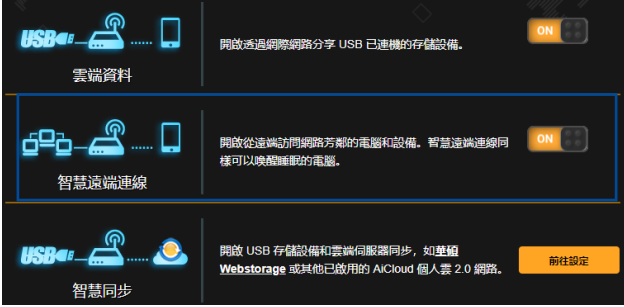 USB
雲端資料
開啟透過網際網路分享 USB 已連機的存儲設備。
ON
智慧遠端連線
開啟從遠端訪問網路芳鄰的電腦和設備。智慧遠端連線同
樣可以喚醒睡眠的電腦。
ON
USB
智慧同步
開啟 USB 存儲設備和雲端伺服器同步，如華碩
Webstorage 或其他已啟用的 AiCloud 個人雲 2.0 網路。
前往設定